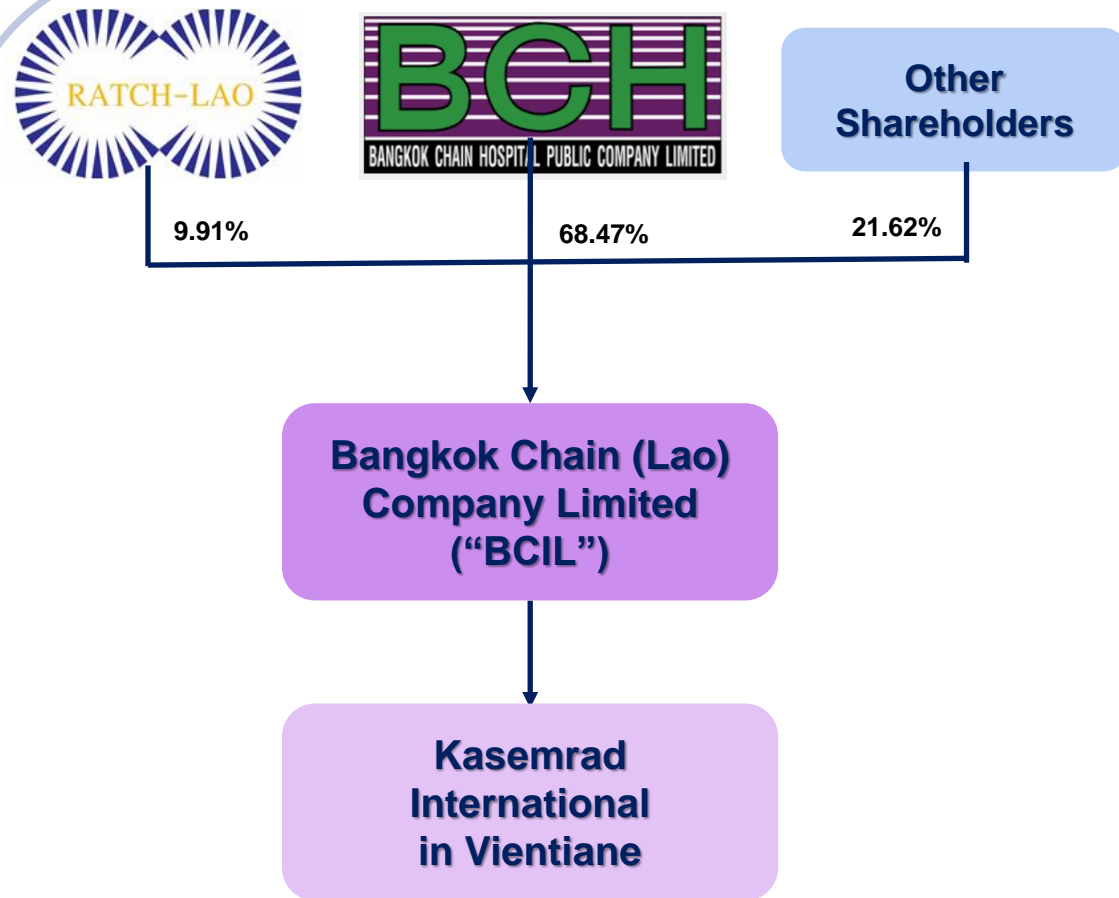 RATCH-LAO
BCH
BANGKOK CHAIN HOSPITAL PUBLIC COMPANY LIMITED
Other
Shareholders
9.91%
68.47%
21.62%
Bangkok Chain (Lao)
Company Limited
(“BCIL”)
Kasemrad
International
in Vientiane